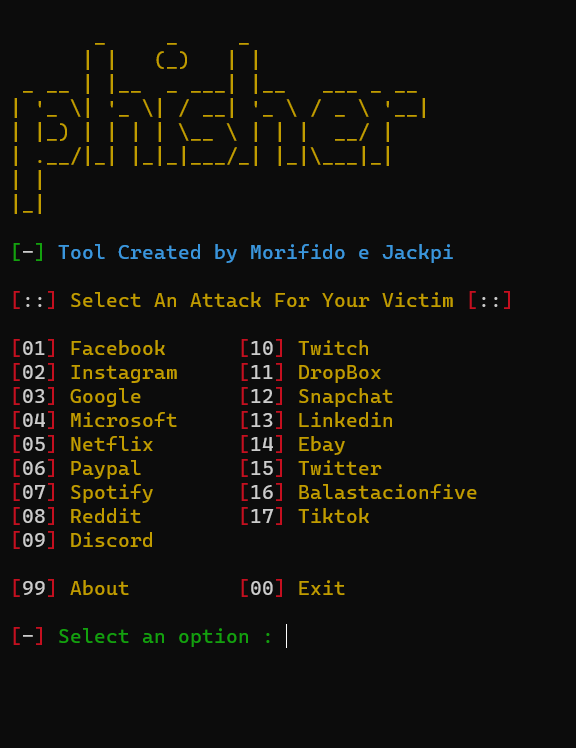 phisher
[-] Tool Created by Morifido e Jackpi
[::] Select An Attack For Your Victim [::]
[01] Facebook [10] Twitch
[02] Instagram [11] DropBox
[03] Google [12] Snapchat
[04] Microsoft [13] Linkedin
[05] Netflix [14] Ebay
[06] Paypal [15] Twitter
[07] Spotify [16] Balastacionfive
[08] Reddit [17] Tiktok
[09] Discord
[99] About [00] Exit
[-] Select an option :